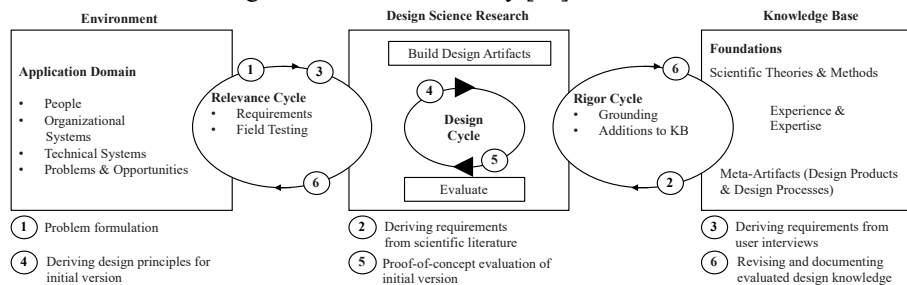 Environment
Design Science Research
Knowledge Base
Application Domain
• People
• Organizational
Systems
• Technical Systems
• Problems & Opportunities
1
3
Relevance Cycle
• Requirements
• Field Testing
6
Build Design Artifacts
4
Design
Cycle
5
Evaluate
6
Rigor Cycle
• Grounding
• Additions to KB
2
Foundations
Scientific Theories & Methods
Experience &
Expertise
Meta-Artifacts (Design Products
& Design Processes)
1 Problem formulation
2 Deriving requirements
from scientific literature
3 Deriving requirements from
user interviews
4 Deriving design principles for
initial version
5 Proof-of-concept evaluation of
initial version
6 Revising and documenting
evaluated design knowledge